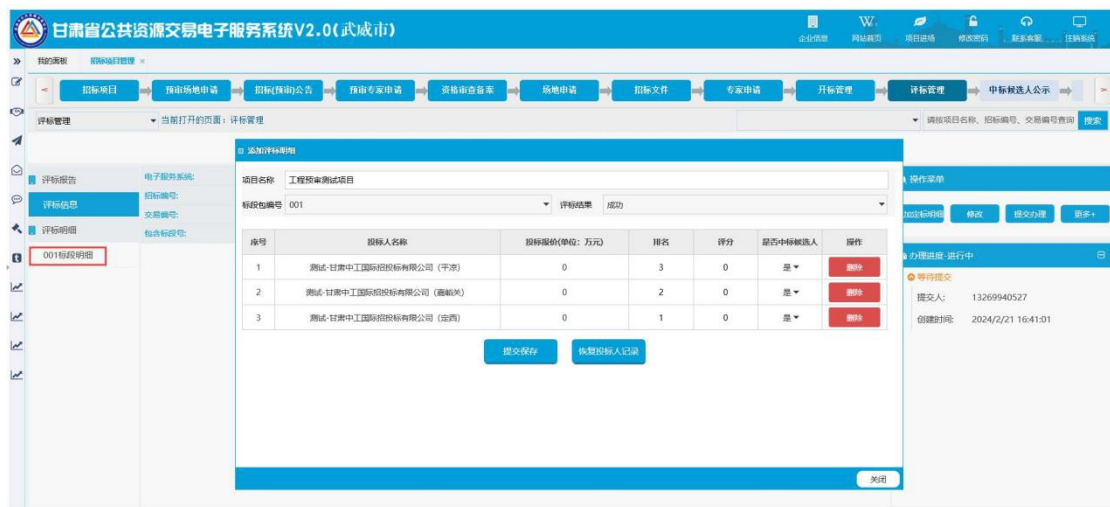 甘肃省公共资源交易电子服务系统V2.0(武威市)
企业信息 网站首页 项目进场 修改密码 联系客服 注销系统
我的面板 招标项目管理 ×
招标项目 预审场地申请 招标(预审)公告 预审专家申请 资格审查备案 场地申请 招标文件 专家申请 开标管理 评标管理 中标候选人公示
评标管理 当前打开的页面：评标管理 请按项目名称、招标编号、交易编号查询 搜索
添加评标明细
评标报告
评标信息
评标明细
001标段明细
电子服务系统:
招标编号:
交易编号:
包含标段号:
项目名称 工程预审测试项目
标段包编号 001 评标结果 成功
序号 投标人名称 投标报价(单位：万元) 排名 评分 是否中标候选人 操作
1 测试-甘肃中工国际招投标有限公司（平凉） 0 3 0 是 删除
2 测试-甘肃中工国际招投标有限公司（嘉峪关） 0 2 0 是 删除
3 测试-甘肃中工国际招投标有限公司（定西） 0 1 0 是 删除
提交保存 恢复投标人记录
关闭
操作菜单
修改 提交办理 更多+
办理进度-进行中
等待提交
提交人: 13269940527
创建时间: 2024/2/21 16:41:01